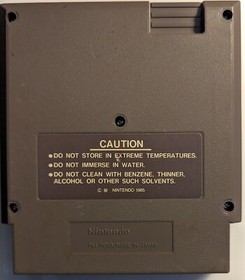 CAUTION
•DO NOT STORE IN EXTREME TEMPERATURES.
•DO NOT IMMERSE IN WATER.
•DO NOT CLEAN WITH BENZENE, THINNER,
ALCOHOL OR OTHER SUCH SOLVENTS.
© NINTENDO 1985
Nintendo